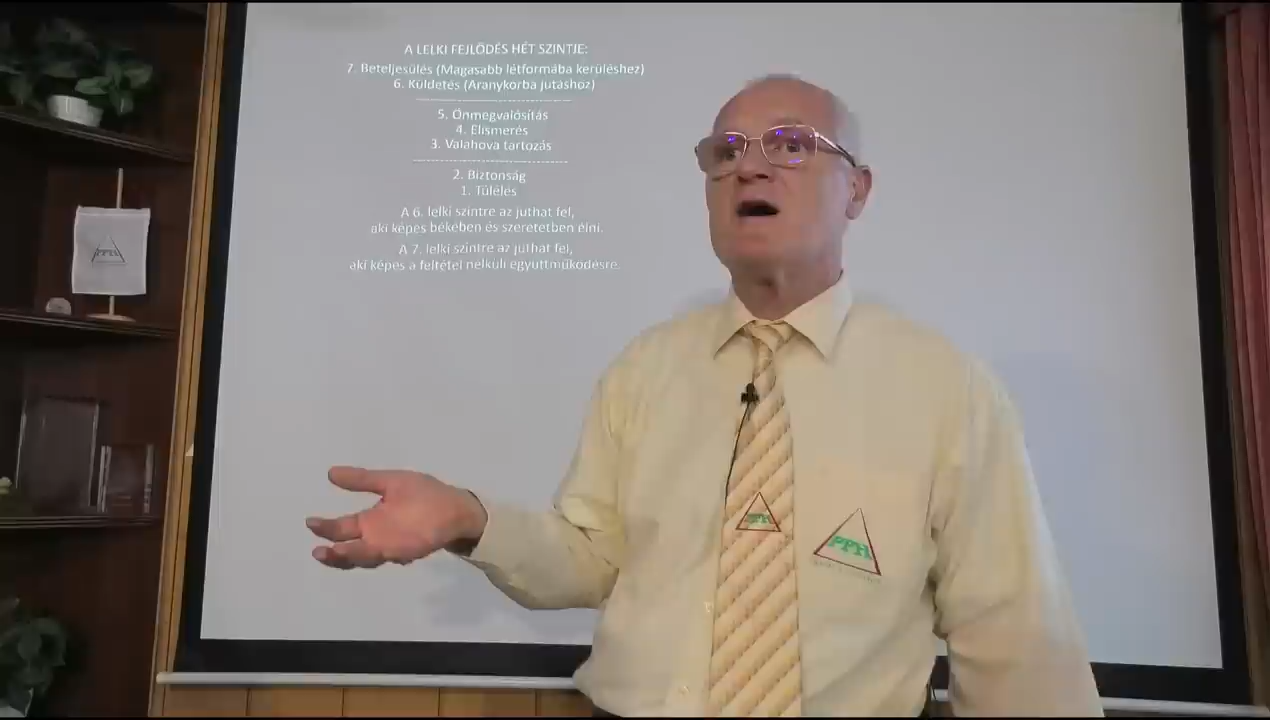 A LELKI FEJLŐDÉS HÉT SZINTJE:
7. Beteljesülés (Magasabb létformába kerüléshez)
6. Küldetés (Aranykorba jutáshoz)
5. Önmegvalósítás
4. Elismerés
3. Valahova tartozás
2. Biztonság
1. Túlélés
A 6. lelki szintre az juthat fel,
aki képes békében és szeretetben élni.
A 7. lelki szintre az juthat fel,
aki képes a feltétel nélküli együttműködésre.
PPH
PPH
PPH